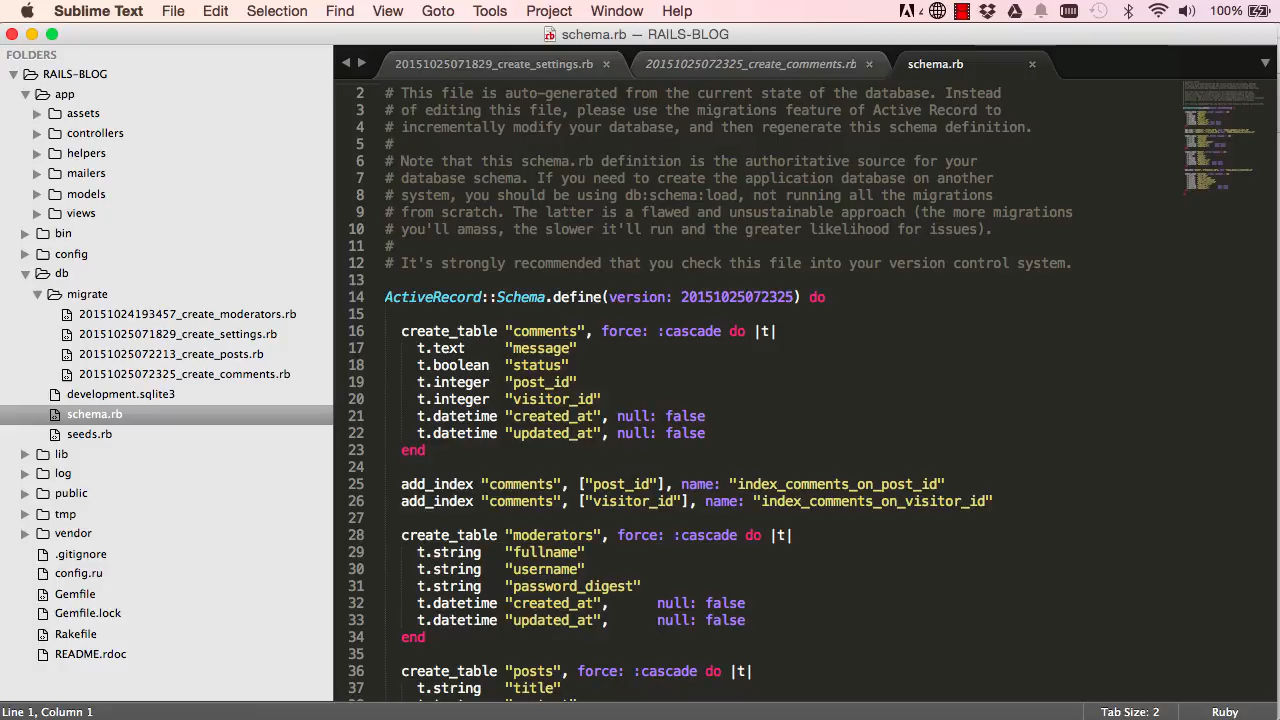 Sublime Text File Edit Selection Find View Goto Tools Project Window Help 4 100%
schema.rb — RAILS-BLOG
FOLDERS
RAILS-BLOG
app
assets
controllers
helpers
mailers
models
views
bin
config
db
migrate
20151024193457_create_moderators.rb
20151025071829_create_settings.rb
20151025072213_create_posts.rb
20151025072325_create_comments.rb
development.sqlite3
schema.rb
seeds.rb
lib
log
public
tmp
vendor
.gitignore
config.ru
Gemfile
Gemfile.lock
Rakefile
README.rdoc
20151025071829_create_settings.rb × 20151025072325_create_comments.rb × schema.rb ×
2 # This file is auto-generated from the current state of the database. Instead
3 # of editing this file, please use the migrations feature of Active Record to
4 # incrementally modify your database, and then regenerate this schema definition.
5 #
6 # Note that this schema.rb definition is the authoritative source for your
7 # database schema. If you need to create the application database on another
8 # system, you should be using db:schema:load, not running all the migrations
9 # from scratch. The latter is a flawed and unsustainable approach (the more migrations
10 # you'll amass, the slower it'll run and the greater likelihood for issues).
11 #
12 # It's strongly recommended that you check this file into your version control system.
13
14 ActiveRecord::Schema.define(version: 20151025072325) do
15
16 create_table "comments", force: :cascade do |t|
17 t.text "message"
18 t.boolean "status"
19 t.integer "post_id"
20 t.integer "visitor_id"
21 t.datetime "created_at", null: false
22 t.datetime "updated_at", null: false
23 end
24
25 add_index "comments", ["post_id"], name: "index_comments_on_post_id"
26 add_index "comments", ["visitor_id"], name: "index_comments_on_visitor_id"
27
28 create_table "moderators", force: :cascade do |t|
29 t.string "fullname"
30 t.string "username"
31 t.string "password_digest"
32 t.datetime "created_at", null: false
33 t.datetime "updated_at", null: false
34 end
35
36 create_table "posts", force: :cascade do |t|
37 t.string "title"
Line 1, Column 1 Tab Size: 2 Ruby